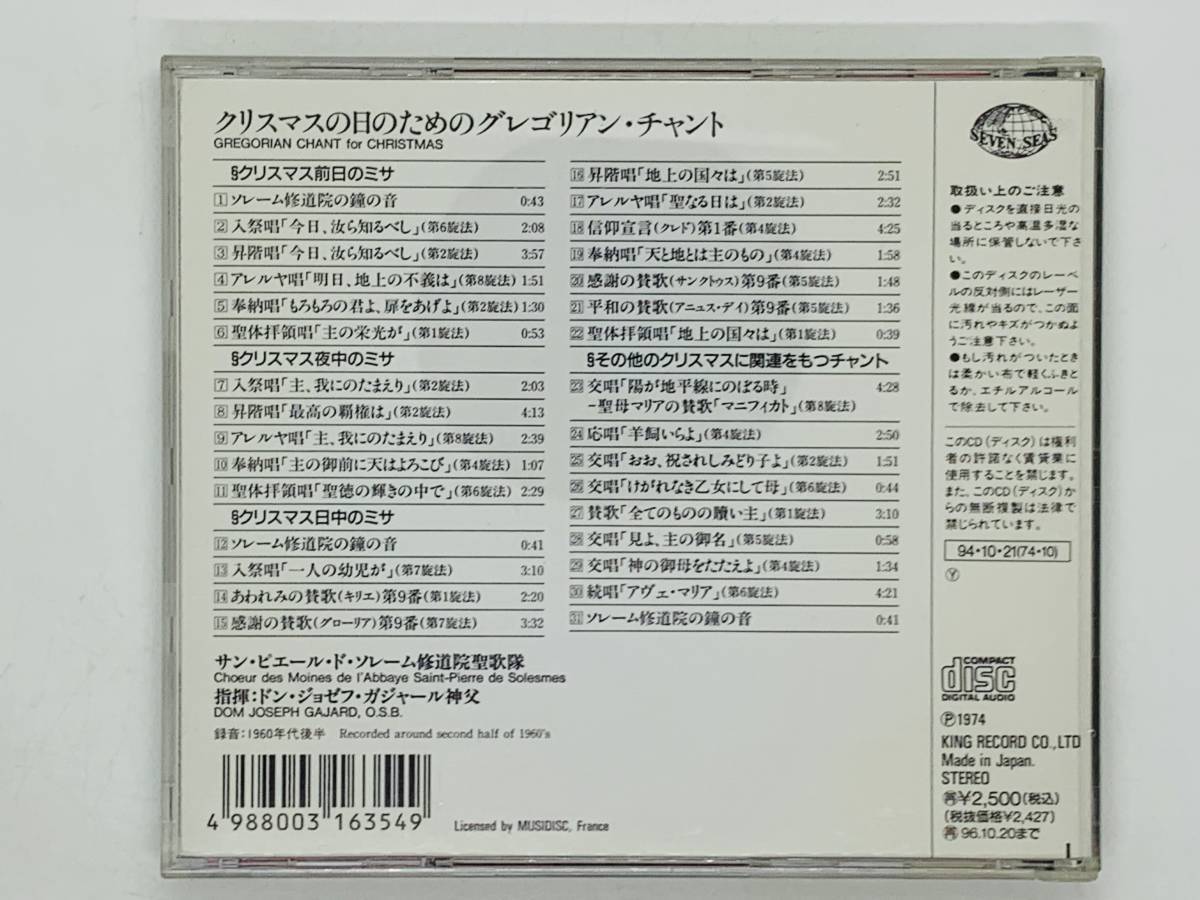 クリスマスの日のためのグレゴリアン・チャント
GREGORIAN CHANT for CHRISTMAS
§クリスマス前日のミサ
1 ソレーム修道院の鐘の音 0:43
2 入祭唱「今日、汝ら知るべし」(第6旋法) 2:08
3 昇階唱「今日、汝ら知るべし」(第2旋法) 3:57
4 アレルヤ唱「明日、地上の不義は」(第8旋法) 1:51
5 奉納唱「もろもろの君よ、扉をあげよ」(第2旋法) 1:30
6 聖体拝領唱「主の栄光が」(第1旋法) 0:53
§クリスマス夜中のミサ
7 入祭唱「主、我にのたまえり」(第2旋法) 2:03
8 昇階唱「最高の覇権は」(第2旋法) 4:13
9 アレルヤ唱「主、我にのたまえり」(第8旋法) 2:39
10 奉納唱「主の御前に天はよろこび」(第4旋法) 1:07
11 聖体拝領唱「聖徳の輝きの中で」(第6旋法) 2:29
§クリスマス日中のミサ
12 ソレーム修道院の鐘の音 0:41
13 入祭唱「一人の幼児が」(第7旋法) 3:10
14 あわれみの賛歌(キリエ)第9番(第1旋法) 2:20
15 感謝の賛歌(グローリア)第9番(第7旋法) 3:32
16 昇階唱「地上の国々は」(第5旋法) 2:51
17 アレルヤ唱「聖なる日は」(第2旋法) 2:32
18 信仰宣言(クレド)第1番(第4旋法) 4:25
19 奉納唱「天と地とは主のもの」(第4旋法) 1:58
20 感謝の賛歌(サンクトゥス)第9番(第5旋法) 1:48
21 平和の賛歌(アニュス・デイ)第9番(第5旋法) 1:36
22 聖体拝領唱「地上の国々は」(第1旋法) 0:39
§その他のクリスマスに関連をもつチャント
23 交唱「陽が地平線にのぼる時」 4:28
-聖母マリアの賛歌「マニフィカト」(第8旋法)
24 応唱「羊飼いらよ」(第4旋法) 2:50
25 交唱「おお、祝されしみどり子よ」(第2旋法) 1:51
26 交唱「けがれなき乙女にして母」(第6旋法) 0:44
27 賛歌「全てのものの贖い主」(第1旋法) 3:10
28 交唱「見よ、主の御名」(第5旋法) 0:58
29 交唱「神の御母をたたえよ」(第4旋法) 1:34
30 続唱「アヴェ・マリア」(第6旋法) 4:21
31 ソレーム修道院の鐘の音 0:41
サン・ピエール・ド・ソレーム修道院聖歌隊
Choeur des Moines de l'Abbaye Saint-Pierre de Solesmes
指揮:ドン・ジョゼフ・ガジャール神父
DOM JOSEPH GAJARD, O.S.B.
録音:1960年代後半 Recorded around second half of 1960's
4 988003 163549
Licensed by MUSIDISC, France
SEVEN SEAS
取扱い上のご注意
●ディスクを直接日光の
当るところや高温多湿な
場所に保管しないで下さ
い。
●このディスクのレーベ
ルの反対側にはレーザー
光線が当るので、この面
に汚れやキズがつかぬよ
うご注意下さい。
●もし汚れがついたとき
は柔かい布で軽くふきと
るか、エチルアルコール
で除去して下さい。
このCD(ディスク)は権利
者の許諾なく賃貸業に
使用することを禁じます。
また、このCD(ディスク)か
らの無断複製は法律で
禁じられています。
94・10・21(74・10)
Ⓨ
COMPACT
disc
DIGITAL AUDIO
Ⓟ1974
KING RECORD CO.,LTD
Made in Japan.
STEREO
再¥2,500(税込)
(税抜価格¥2,427)
再96.10.20まで